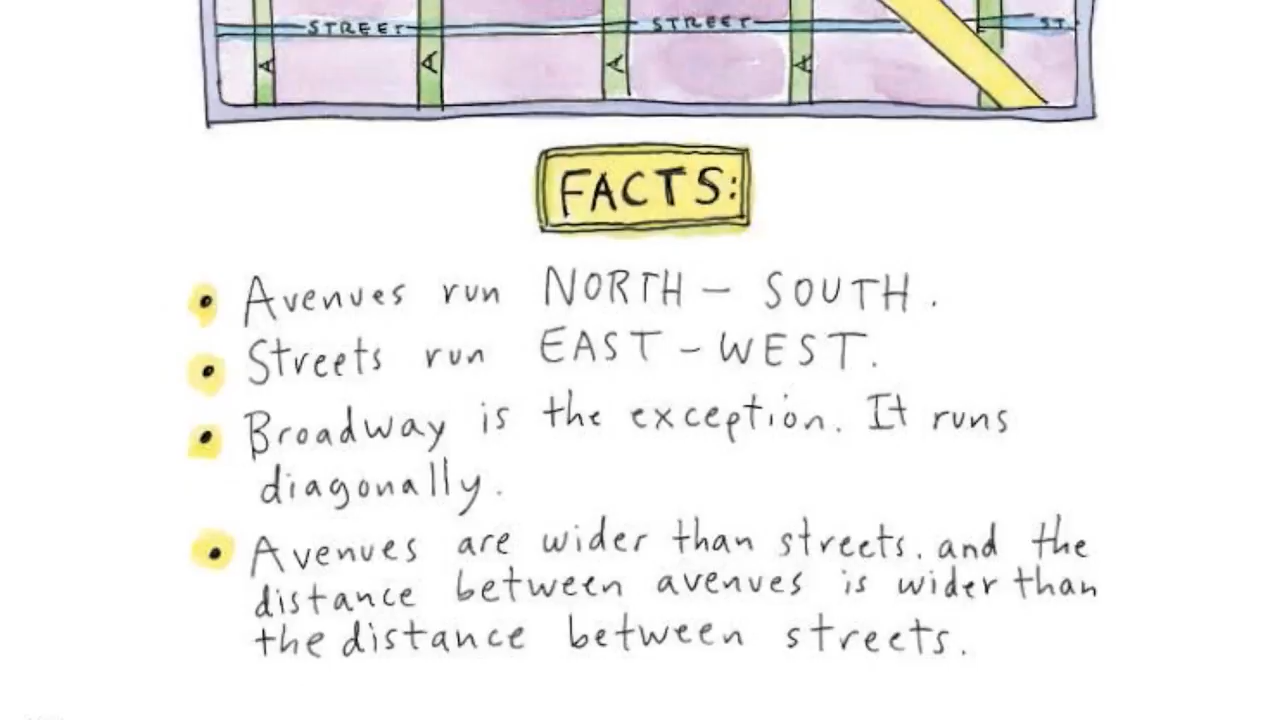 STREET STREET ST.
A A A A
FACTS:
• Avenues run NORTH – SOUTH.
• Streets run EAST – WEST.
• Broadway is the exception. It runs
diagonally.
• Avenues are wider than streets. and the
distance between avenues is wider than
the distance between streets.